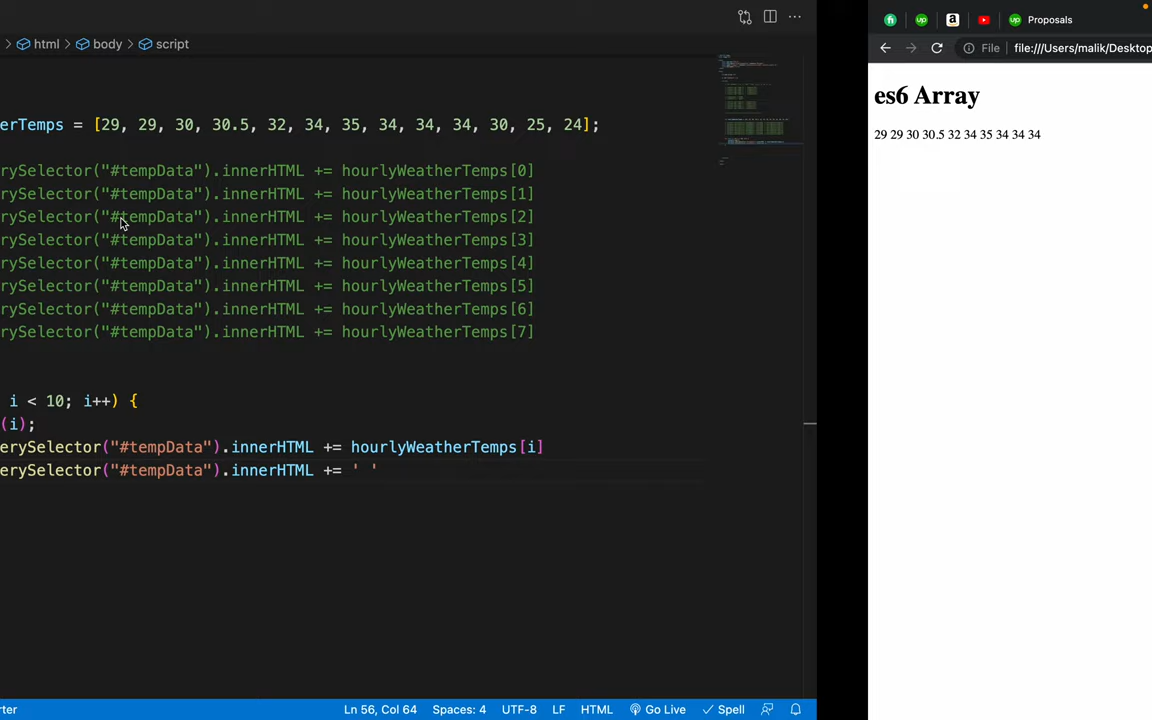 Proposals
> html > body > script
File file:///Users/malik/Desktop
es6 Array
29 29 30 30.5 32 34 35 34 34 34
erTemps = [29, 29, 30, 30.5, 32, 34, 35, 34, 34, 34, 30, 25, 24];
rySelector("#tempData").innerHTML += hourlyWeatherTemps[0]
rySelector("#tempData").innerHTML += hourlyWeatherTemps[1]
rySelector("#tempData").innerHTML += hourlyWeatherTemps[2]
rySelector("#tempData").innerHTML += hourlyWeatherTemps[3]
rySelector("#tempData").innerHTML += hourlyWeatherTemps[4]
rySelector("#tempData").innerHTML += hourlyWeatherTemps[5]
rySelector("#tempData").innerHTML += hourlyWeatherTemps[6]
rySelector("#tempData").innerHTML += hourlyWeatherTemps[7]
i < 10; i++) {
(i);
erySelector("#tempData").innerHTML += hourlyWeatherTemps[i]
erySelector("#tempData").innerHTML += ' '
rter Ln 56, Col 64 Spaces: 4 UTF-8 LF HTML Go Live Spell